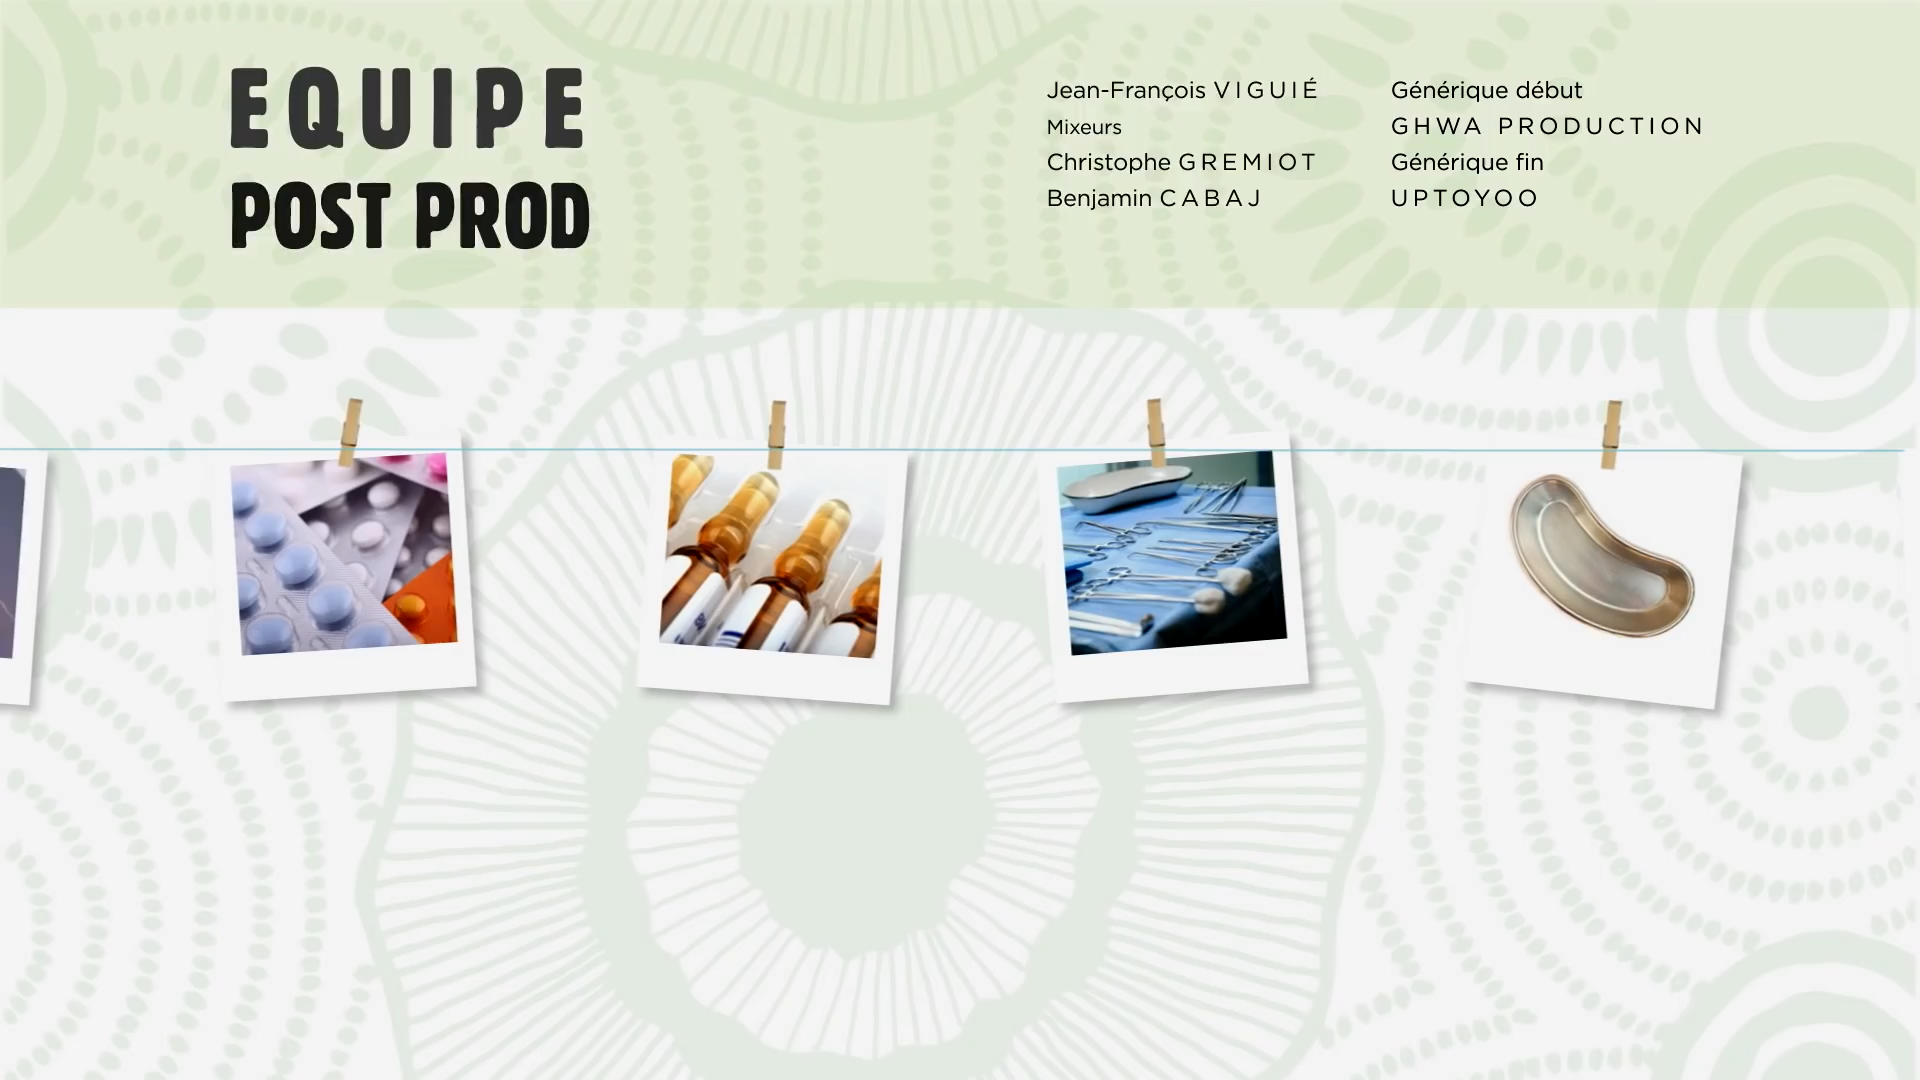 EQUIPE
POST PROD
Jean-François VIGUIÉ
Mixeurs
Christophe GREMIOT
Benjamin CABAJ
Générique début
GHWA PRODUCTION
Générique fin
UPTOYOO